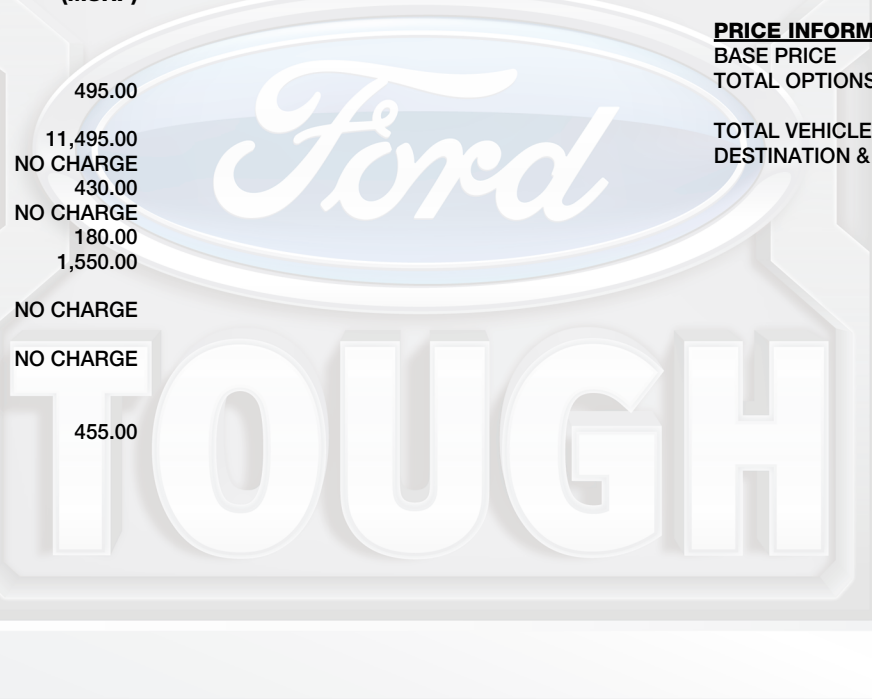 495.00
11,495.00
NO CHARGE
430.00
NO CHARGE
180.00
1,550.00
NO CHARGE
NO CHARGE
455.00
PRICE INFORM
BASE PRICE
TOTAL OPTIONS
TOTAL VEHICLE
DESTINATION &
Ford
TOUGH